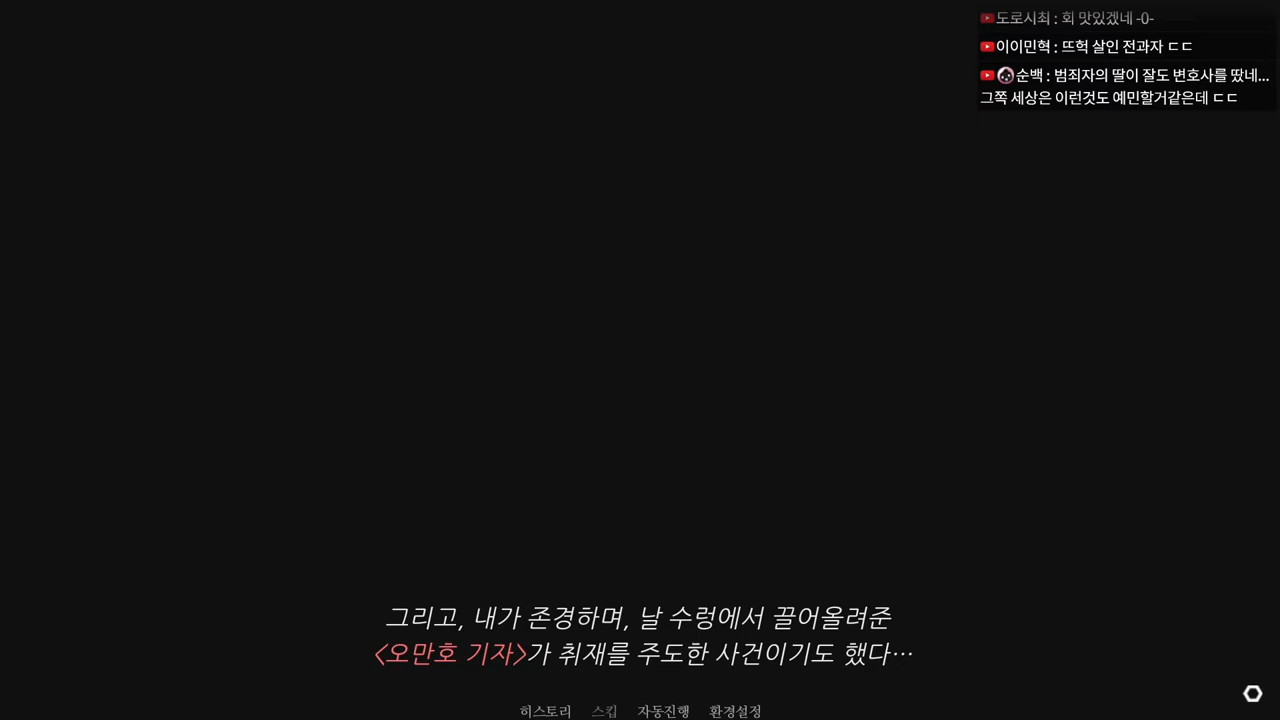 도로시최 : 회 맛있겠네 -0-
이이민혁 : 뜨헉 살인 전과자 ㄷㄷ
순백 : 범죄자의 딸이 잘도 변호사를 땄네...
그쪽 세상은 이런것도 예민할거같은데 ㄷㄷ
그리고, 내가 존경하며, 날 수렁에서 끌어올려준
<오만호 기자>가 취재를 주도한 사건이기도 했다…
히스토리 스킵 자동진행 환경설정